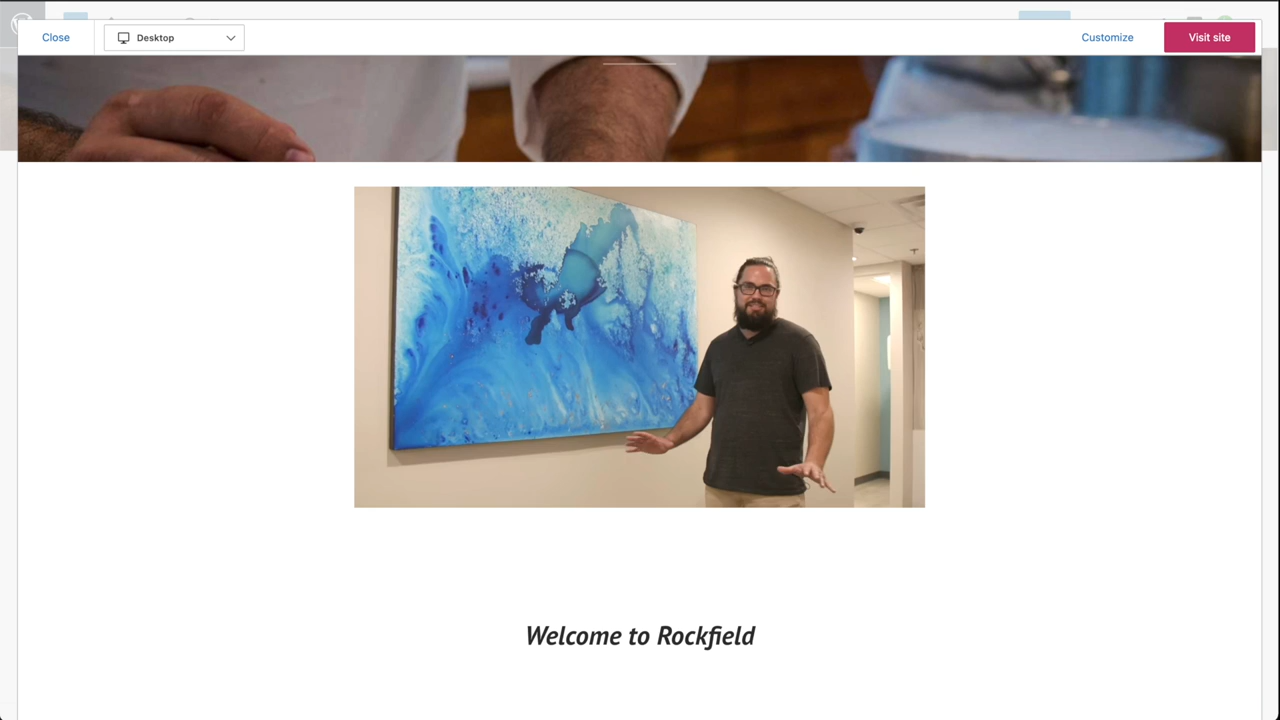 Close
Desktop
Customize
Visit site
Welcome to Rockfield